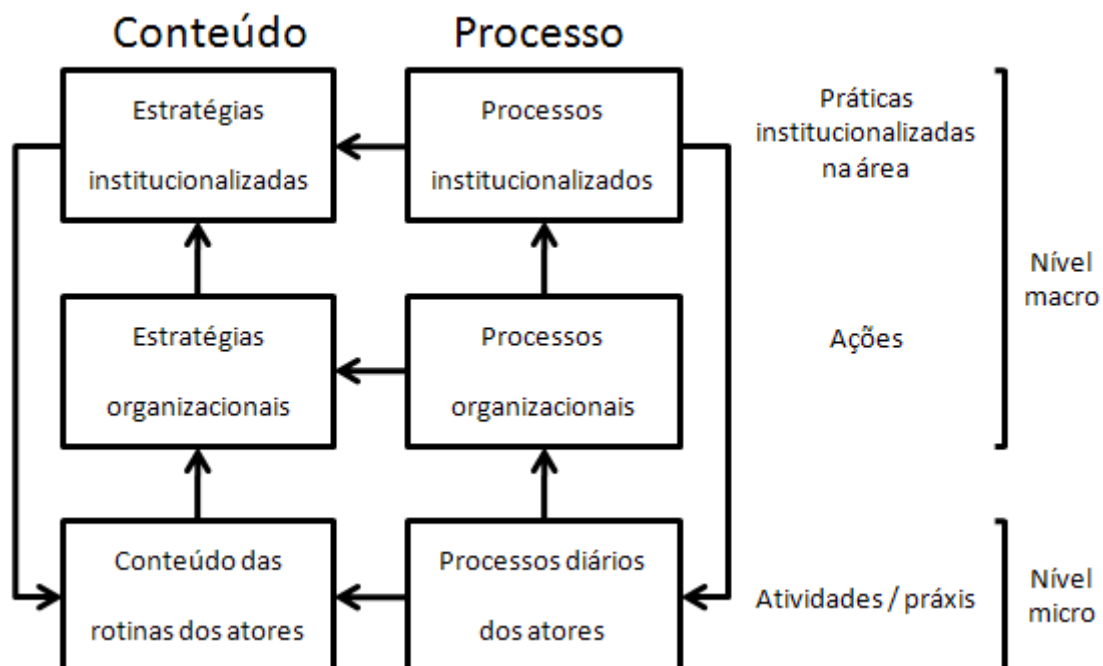 Conteúdo
Processo
Estratégias
institucionalizadas
Processos
institucionalizados
Práticas
institucionalizadas
na área
Nível
macro
Estratégias
organizacionais
Processos
organizacionais
Ações
Conteúdo das
rotinas dos atores
Processos diários
dos atores
Atividades / práxis
Nível
micro